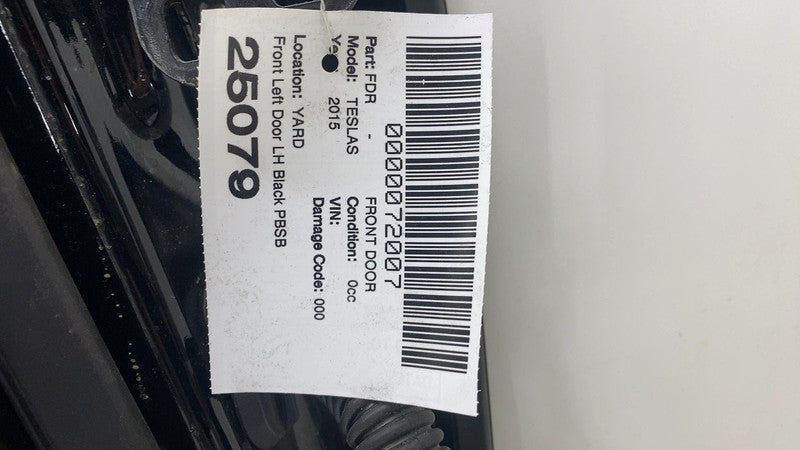 0000072007
Part: FDR - FRONT DOOR
Model: TESLAS Condition: 0cc
2015 VIN:
Damage Code: 000
Location: YARD
Front Left Door LH Black PBSB
25079